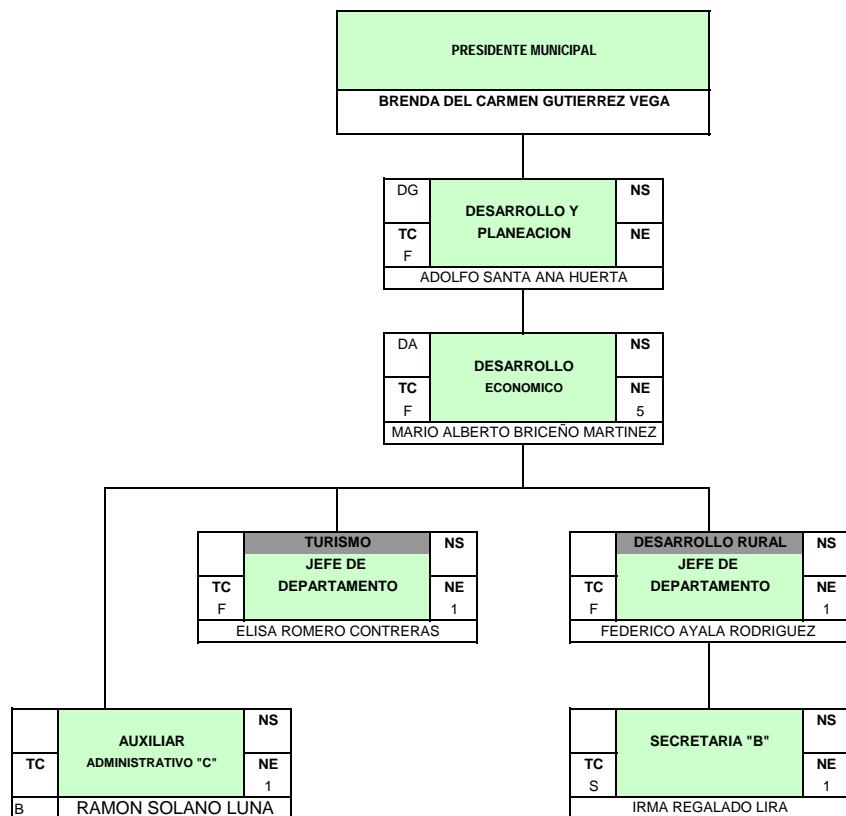 PRESIDENTE MUNICIPAL
BRENDA DEL CARMEN GUTIERREZ VEGA
DG
NS
DESARROLLO Y
PLANEACION
TC
NE
F
ADOLFO SANTA ANA HUERTA
DA
NS
DESARROLLO
ECONOMICO
TC
NE
F
5
MARIO ALBERTO BRICEÑO MARTINEZ
TURISMO
NS
JEFE DE
DEPARTAMENTO
TC
NE
F
1
ELISA ROMERO CONTRERAS
DESARROLLO RURAL
NS
JEFE DE
DEPARTAMENTO
TC
NE
F
1
FEDERICO AYALA RODRIGUEZ
NS
AUXILIAR
ADMINISTRATIVO "C"
TC
NE
1
B
RAMON SOLANO LUNA
NS
SECRETARIA "B"
TC
NE
S
1
IRMA REGALADO LIRA